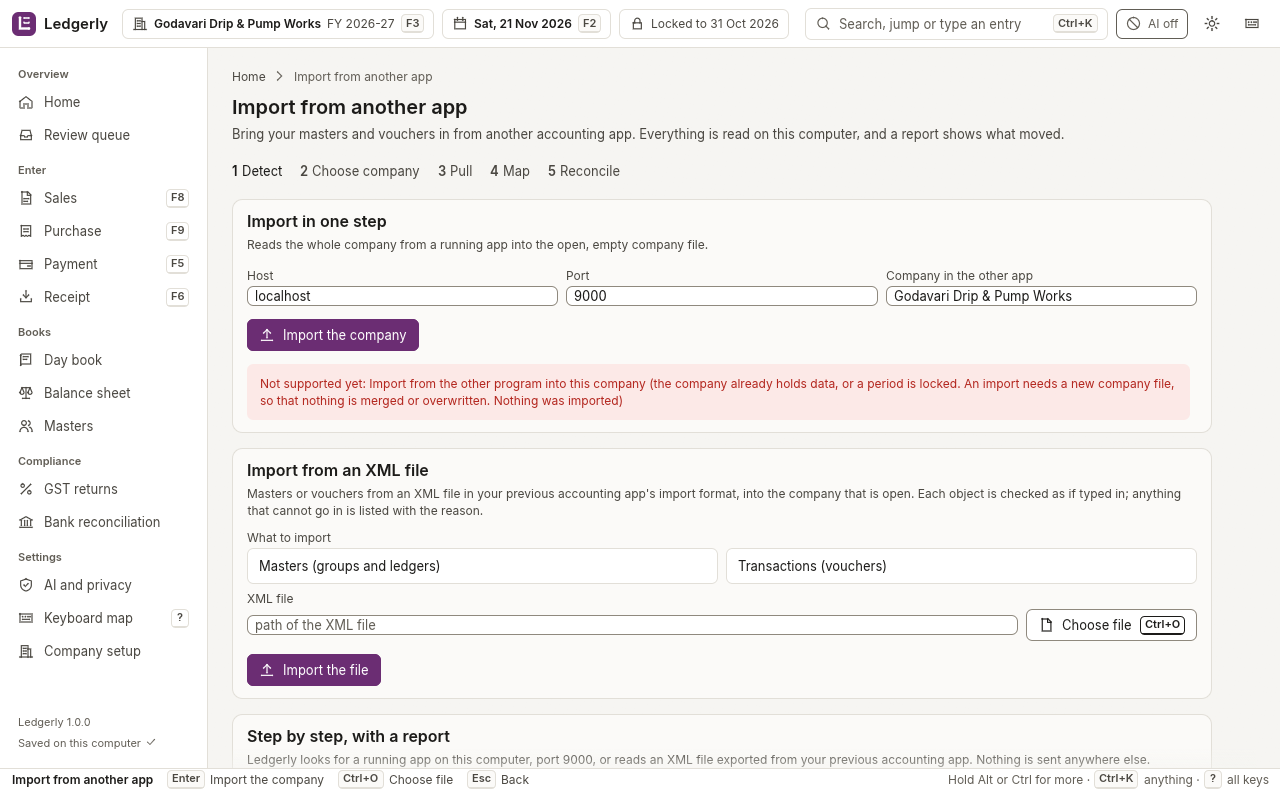 Ledgerly
Godavari Drip & Pump Works FY 2026-27 F3
Sat, 21 Nov 2026 F2
Locked to 31 Oct 2026
Search, jump or type an entry Ctrl+K
AI off
Overview
Home
Review queue
Enter
Sales F8
Purchase F9
Payment F5
Receipt F6
Books
Day book
Balance sheet
Masters
Compliance
GST returns
Bank reconciliation
Settings
AI and privacy
Keyboard map ?
Company setup
Ledgerly 1.0.0
Saved on this computer
Home Import from another app
Import from another app
Bring your masters and vouchers in from another accounting app. Everything is read on this computer, and a report shows what moved.
1 Detect 2 Choose company 3 Pull 4 Map 5 Reconcile
Import in one step
Reads the whole company from a running app into the open, empty company file.
Host Port Company in the other app
localhost 9000 Godavari Drip & Pump Works
Import the company
Not supported yet: Import from the other program into this company (the company already holds data, or a period is locked. An import needs a new company file,
so that nothing is merged or overwritten. Nothing was imported)
Import from an XML file
Masters or vouchers from an XML file in your previous accounting app's import format, into the company that is open. Each object is checked as if typed in; anything
that cannot go in is listed with the reason.
What to import
Masters (groups and ledgers) Transactions (vouchers)
XML file
path of the XML file Choose file Ctrl+O
Import the file
Step by step, with a report
Ledgerly looks for a running app on this computer, port 9000, or reads an XML file exported from your previous accounting app. Nothing is sent anywhere else.
Import from another app Enter Import the company Ctrl+O Choose file Esc Back
Hold Alt or Ctrl for more · Ctrl+K anything · ? all keys